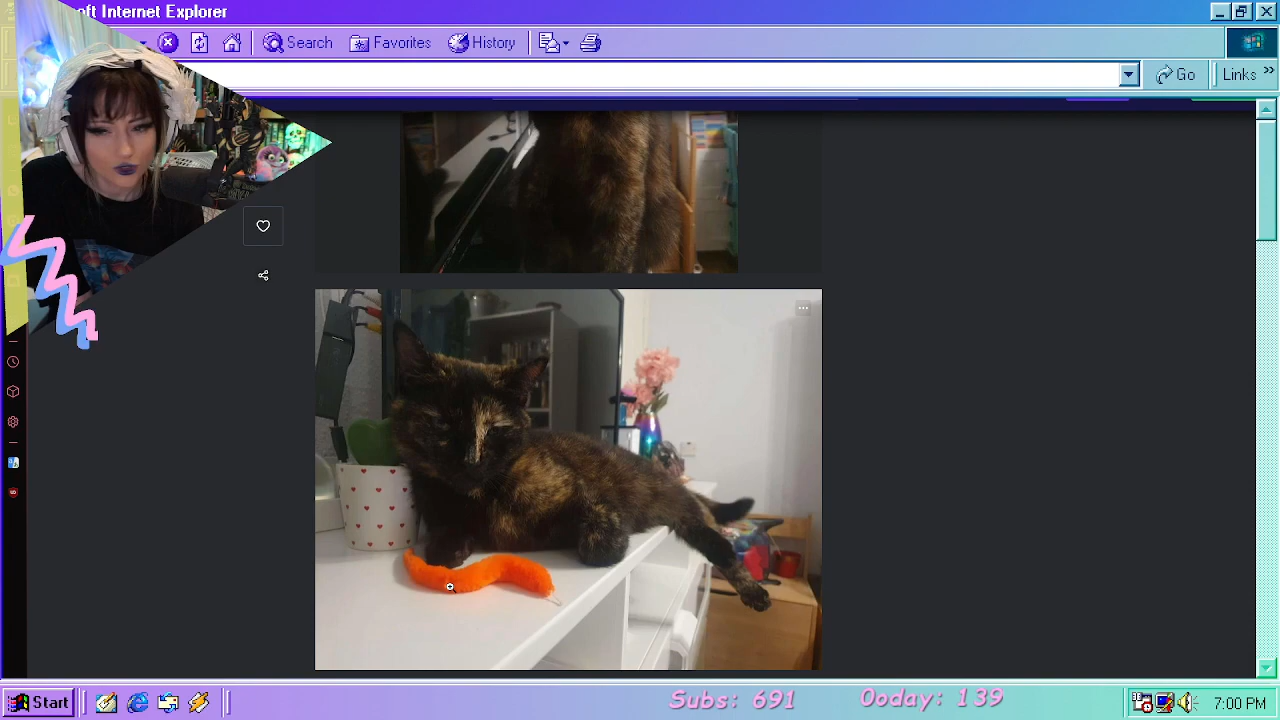 oft Internet Explorer
Search
Favorites
History
Go
Links »
Start
Subs: 691
Ooday: 139
7:00 PM